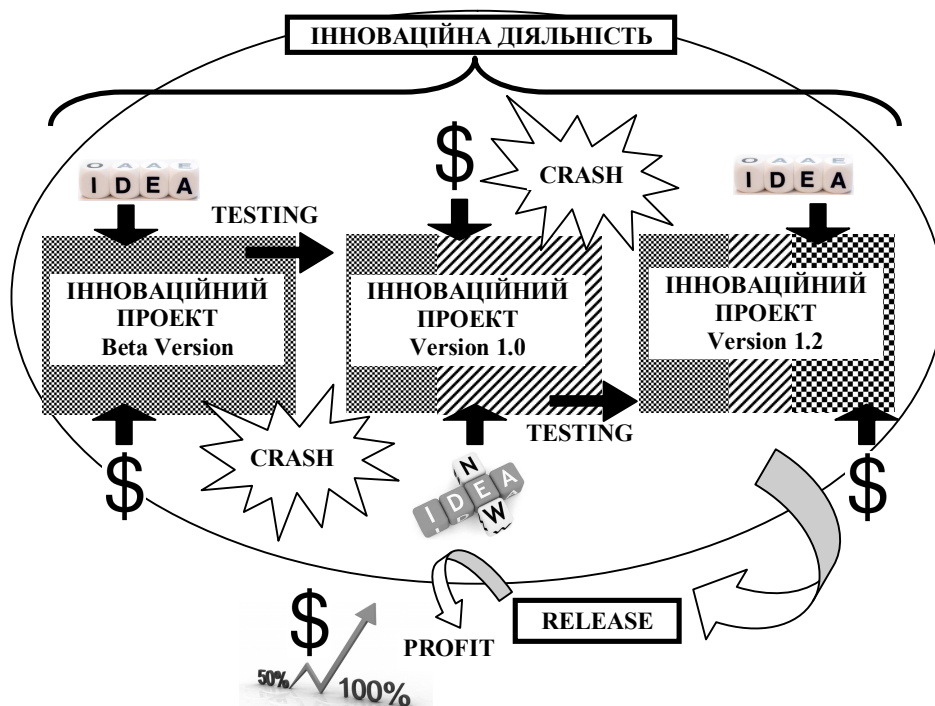 ІННОВАЦІЙНА ДІЯЛЬНІСТЬ
$
CRASH
IDEA
IDEA
TESTING
ІННОВАЦІЙНИЙ
ПРОЕКТ
Beta Version
ІННОВАЦІЙНИЙ
ПРОЕКТ
Version 1.0
ІННОВАЦІЙНИЙ
ПРОЕКТ
Version 1.2
TESTING
CRASH
$
NEW
IDEA
$
RELEASE
PROFIT
$
50%
100%